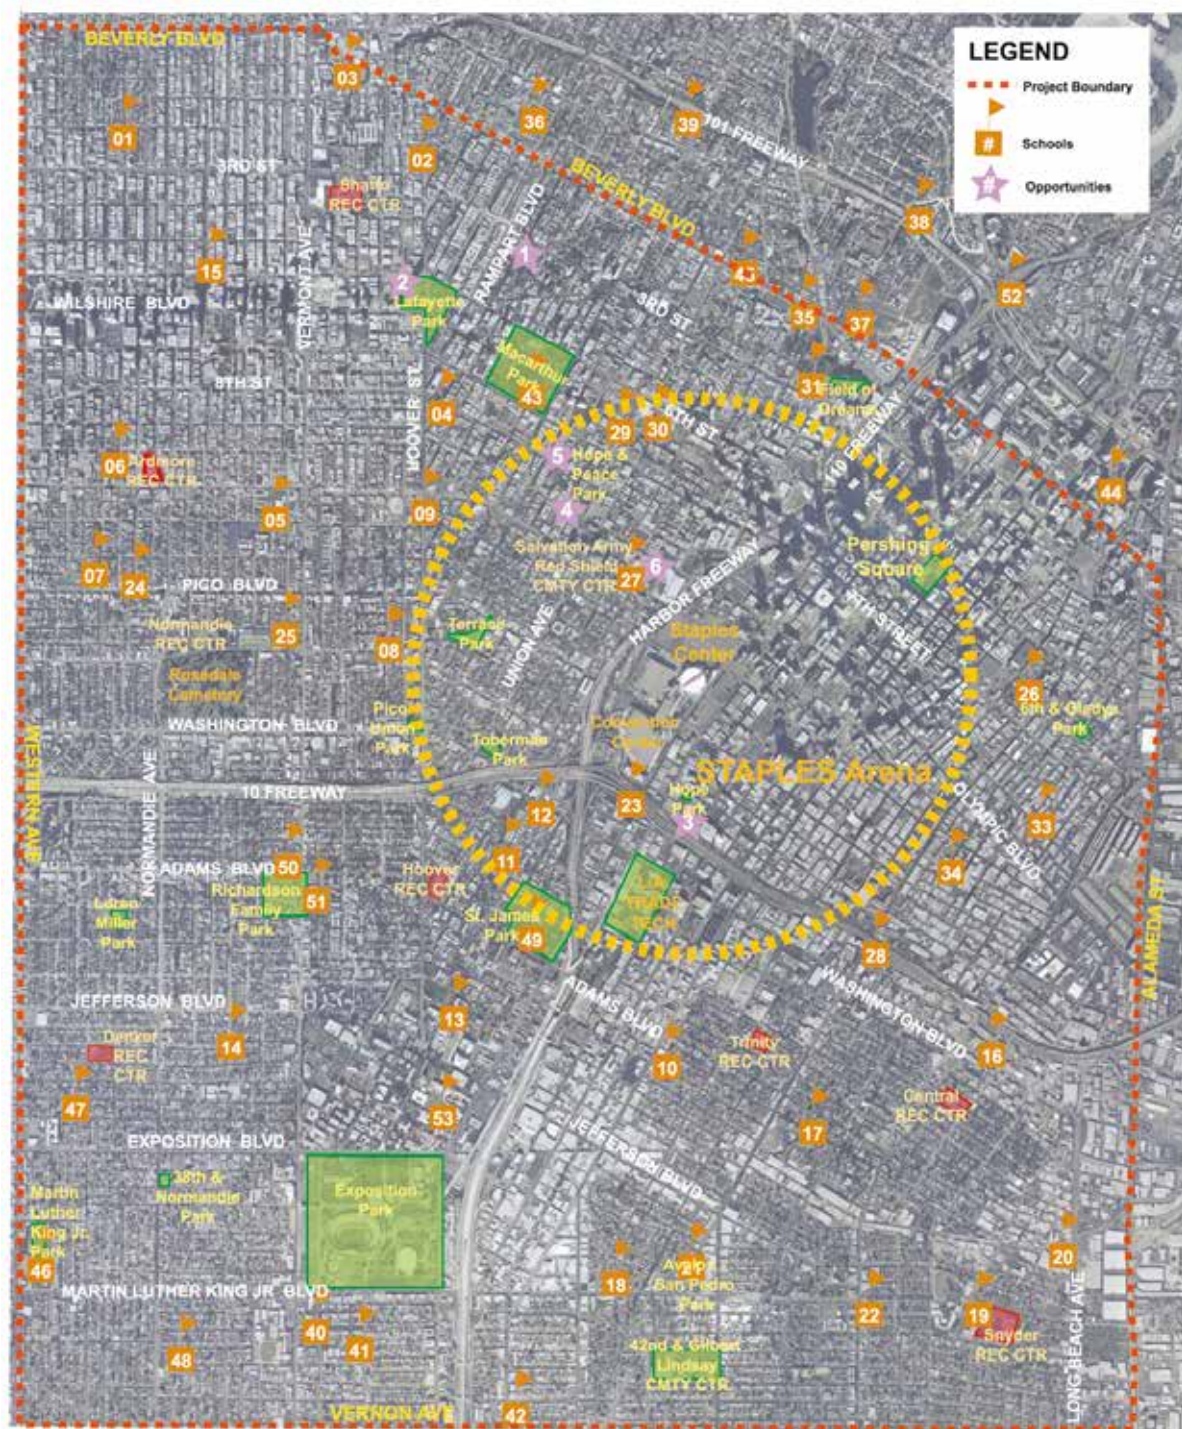 BEVERLY BLVD
LEGEND
Project Boundary
#
Schools
#
Opportunities
03
01
36
39
101 FREEWAY
02
3RD ST
BEVERLY BLVD
Shatto
REC CTR
38
RAMPART BLVD
1
15
VERMONT AVE
2
45
52
WILSHIRE BLVD
Lafayette
Park
3RD ST
35
37
Macarthur
Park
43
8TH ST
31
Field of
Dreams
HOOVER ST
04
29
30
6TH ST
110 FREEWAY
06
Ardmore
REC CTR
5
Hope &
Peace
Park
44
05
09
4
Salvation Army
Red Shield
CMTY CTR
27
6
Pershing
Square
07
24
PICO BLVD
HARBOR FREEWAY
7TH STREET
Normandie
REC CTR
25
08
Terrace
Park
UNION AVE
Staples
Center
Rosedale
Cemetery
26
6th & Gladys
Park
WASHINGTON BLVD
Pico
Union
Park
Toberman
Park
Convention
Center
WESTERN AVE
NORMANDIE AVE
10 FREEWAY
STAPLES Arena
Hope
Park
3
12
23
OLYMPIC BLVD
33
11
34
ADAMS BLVD
50
Richardson
Family
Park
51
Hoover
REC CTR
Loren
Miller
Park
St. James
Park
49
TRADE
TECH
28
ALAMEDA ST
JEFFERSON BLVD
13
ADAMS BLVD
WASHINGTON BLVD
14
Denker
REC
CTR
10
Trinity
REC CTR
16
47
53
17
Central
REC CTR
EXPOSITION BLVD
JEFFERSON BLVD
38th &
Normandie
Park
Exposition
Park
Martin
Luther
King Jr.
Park
46
20
18
San Pedro
Park
MARTIN LUTHER KING JR BLVD
22
19
Snyder
REC CTR
40
41
48
42nd & Gilbert
Lindsay
CMTY CTR
LONG BEACH AVE
42
VERNON AVE